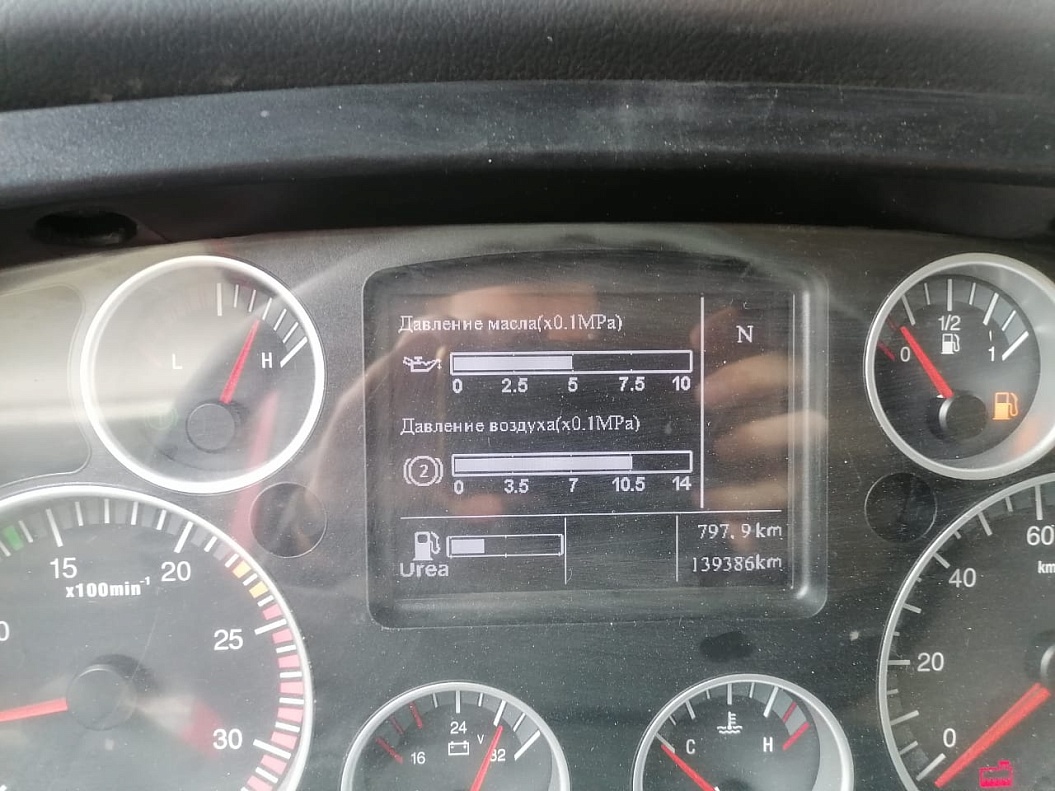 Давление масла(x0.1MPa)
N
0 2.5 5 7.5 10
Давление воздуха(x0.1MPa)
2
0 3.5 7 10.5 14
Urea
797.9km
139386km
L H
0 1/2 1
15 20 25 30
x100min⁻¹
16 24 32
V
C H
0 20 40 60